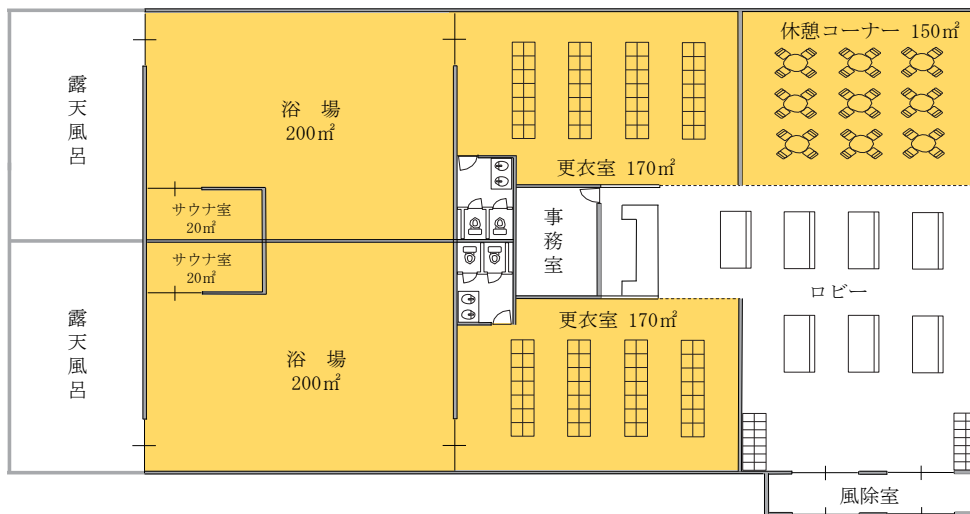 休憩コーナー 150㎡
露天風呂
浴 場
200㎡
更衣室 170㎡
サウナ室
20㎡
事務室
サウナ室
20㎡
ロビー
更衣室 170㎡
露天風呂
浴 場
200㎡
風除室